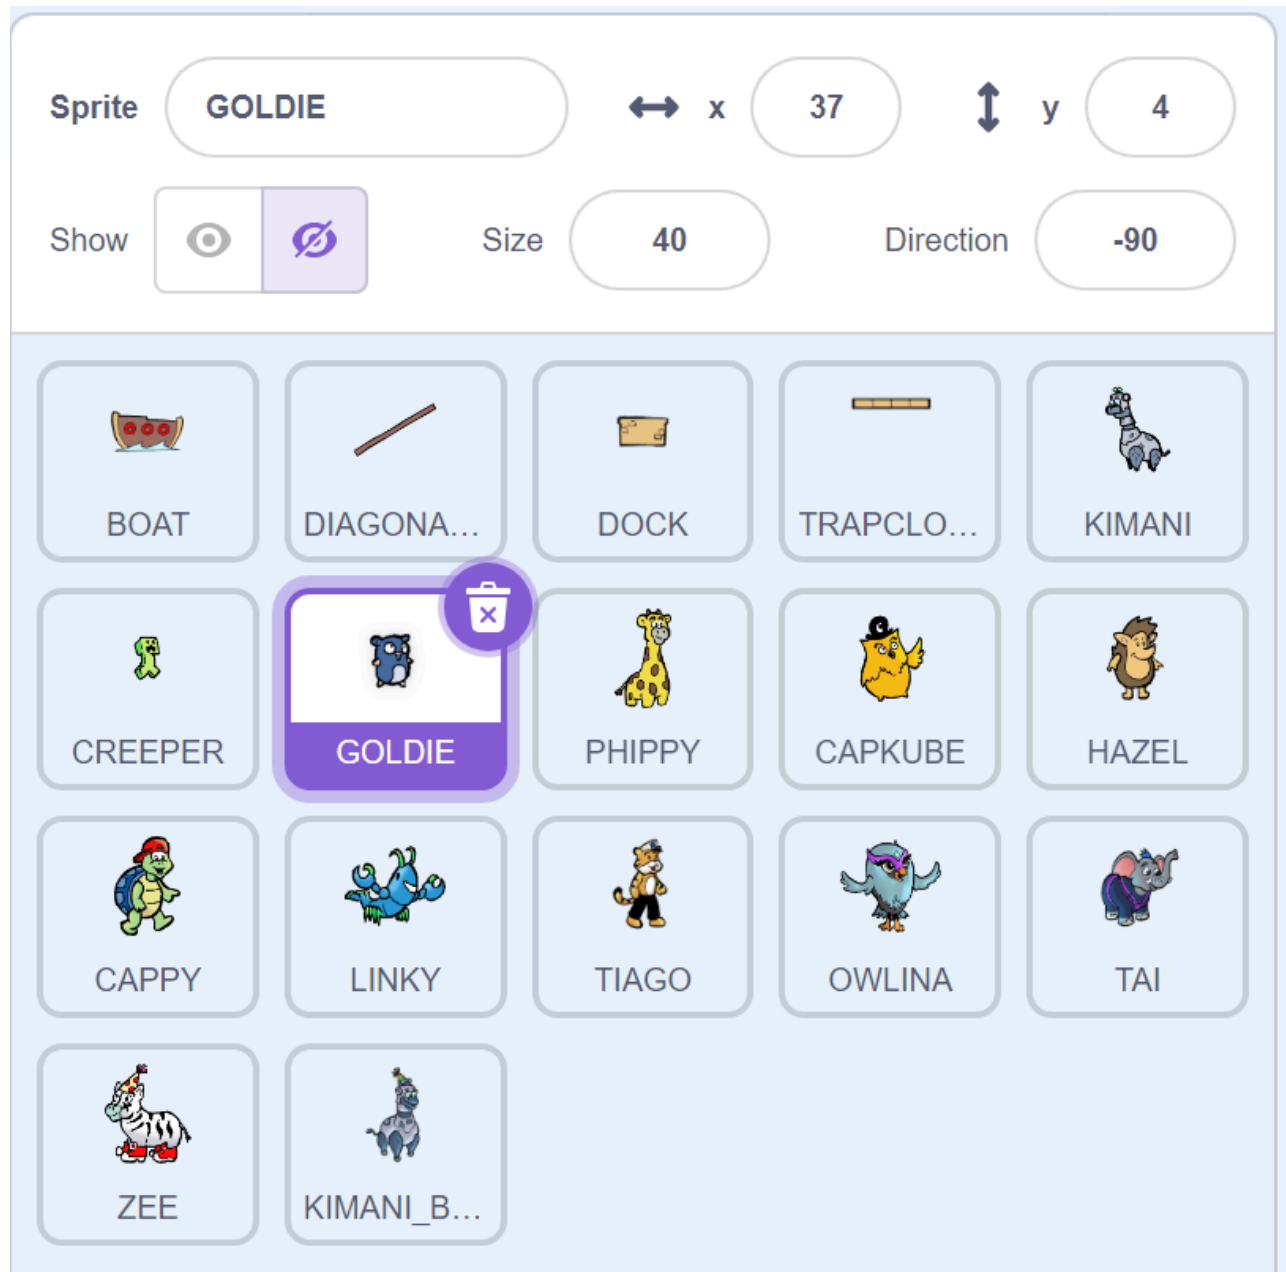 Sprite GOLDIE x 37 y 4
Show Size 40 Direction -90
BOAT DIAGONA... DOCK TRAPCLO... KIMANI
CREEPER GOLDIE PHIPPY CAPKUBE HAZEL
CAPPY LINKY TIAGO OWLINA TAI
ZEE KIMANI_B...